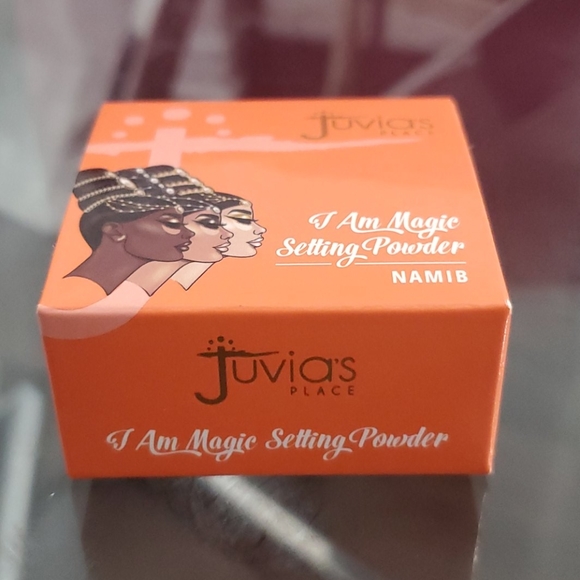 Juvia's
PLACE
I Am Magic
Setting Powder
NAMIB
Juvia's
PLACE
I Am Magic Setting Powder